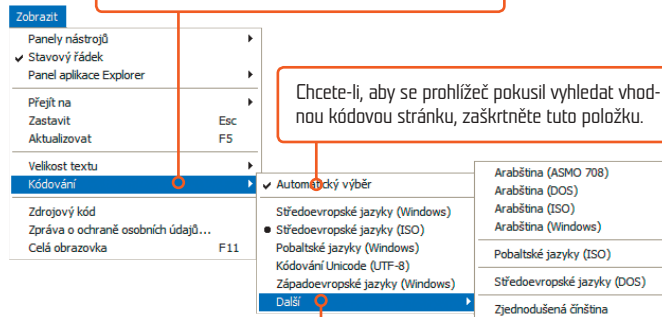 Zobrazit
Panely nástrojů
Stavový řádek
Panel aplikace Explorer
Přejít na
Zastavit Esc
Aktualizovat F5
Velikost textu
Kódování
Zdrojový kód
Zpráva o ochraně osobních údajů...
Celá obrazovka F11
Chcete-li, aby se prohlížeč pokusil vyhledat vhod-
nou kódovou stránku, zaškrtněte tuto položku.
Automatický výběr
Středoevropské jazyky (Windows)
Středoevropské jazyky (ISO)
Pobaltské jazyky (Windows)
Kódování Unicode (UTF-8)
Západoevropské jazyky (Windows)
Další
Arabština (ASMO 708)
Arabština (DOS)
Arabština (ISO)
Arabština (Windows)
Pobaltské jazyky (ISO)
Středoevropské jazyky (DOS)
Zjednodušená čínština